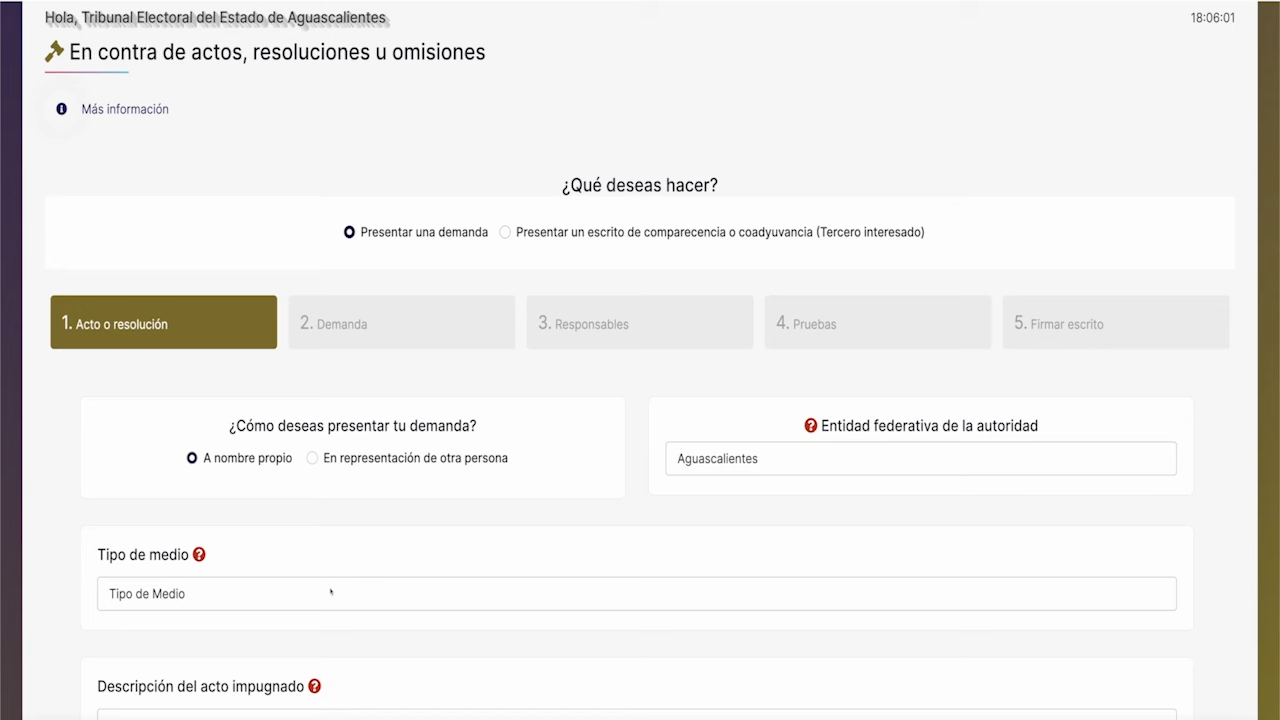 Hola, Tribunal Electoral del Estado de Aguascalientes
18:06:01
En contra de actos, resoluciones u omisiones
Más información
¿Qué deseas hacer?
Presentar una demanda Presentar un escrito de comparecencia o coadyuvancia (Tercero interesado)
1. Acto o resolución
2. Demanda
3. Responsables
4. Pruebas
5. Firmar escrito
¿Cómo deseas presentar tu demanda?
A nombre propio En representación de otra persona
Entidad federativa de la autoridad
Aguascalientes
Tipo de medio
Tipo de Medio
Descripción del acto impugnado